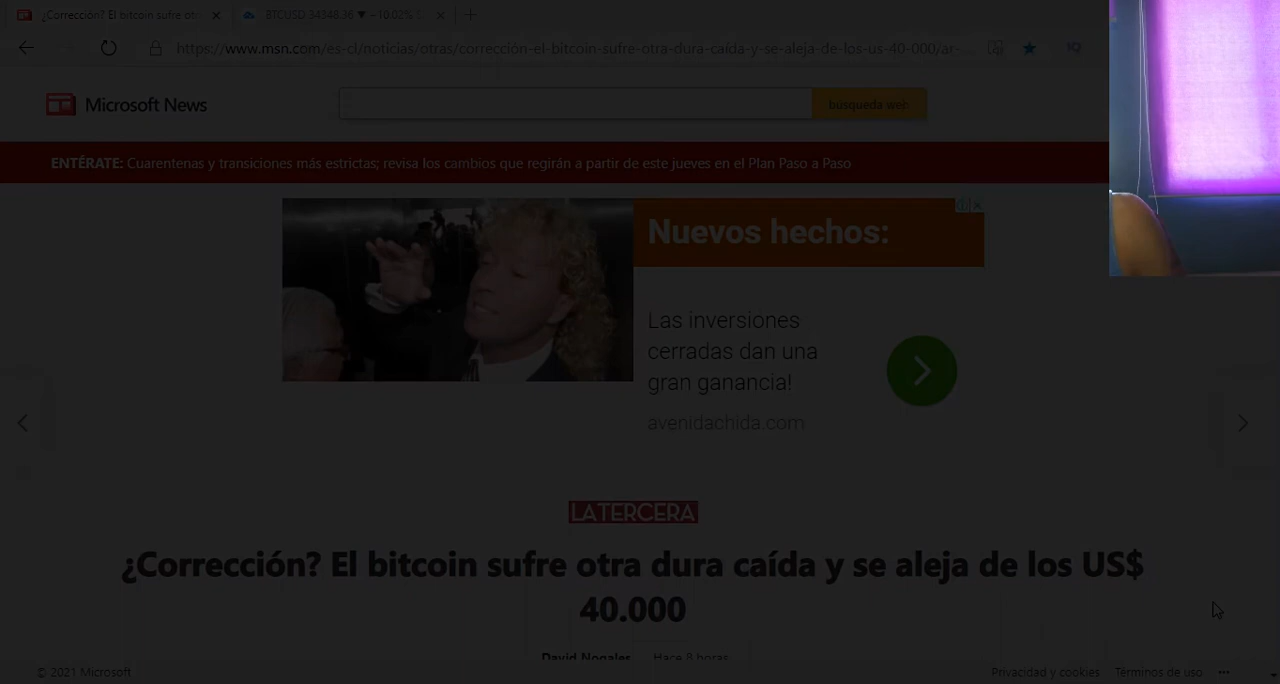 ¿Corrección? El bitcoin sufre otr
BTCUSD 34348.36 ▼ −10.02%
https://www.msn.com/es-cl/noticias/otras/corrección-el-bitcoin-sufre-otra-dura-caída-y-se-aleja-de-los-us-40-000/ar-...
Microsoft News
búsqueda web
ENTÉRATE: Cuarentenas y transiciones más estrictas; revisa los cambios que regirán a partir de este jueves en el Plan Paso a Paso
Nuevos hechos:
Las inversiones
cerradas dan una
gran ganancia!
avenidachida.com
LATERCERA
¿Corrección? El bitcoin sufre otra dura caída y se aleja de los US$
40.000
David Nogales
Hace 8 horas
© 2021 Microsoft
Privacidad y cookies
Términos de uso